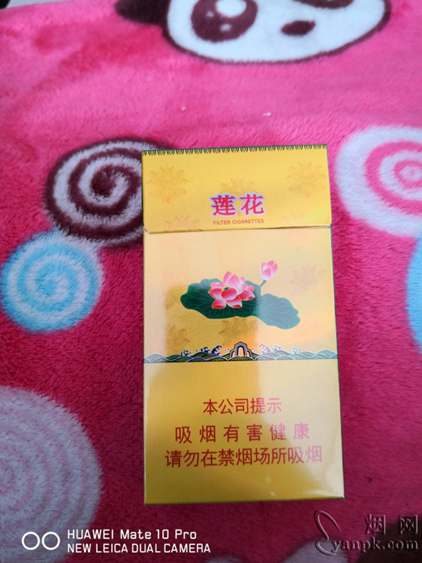 莲花
FILTER CIGARETTES
本公司提示
吸烟有害健康
请勿在禁烟场所吸烟
HUAWEI Mate 10 Pro
NEW LEICA DUAL CAMERA
烟网
yanpk.com